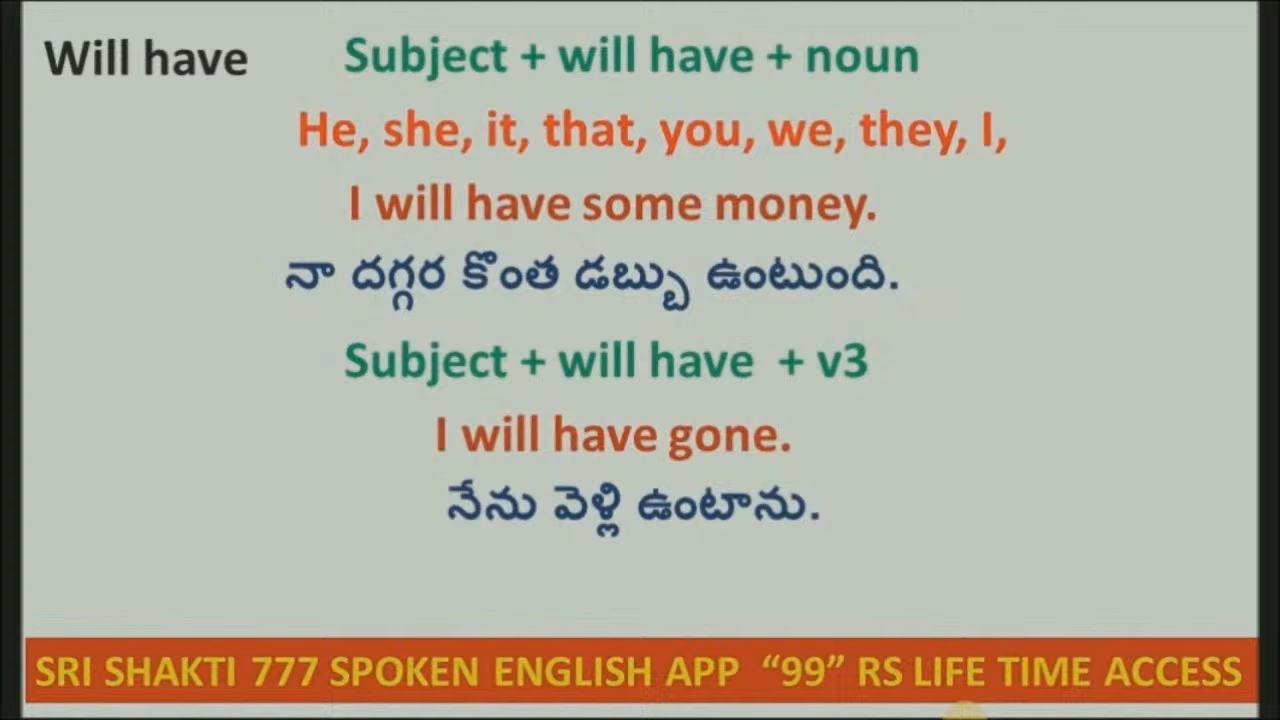 Will have Subject + will have + noun
He, she, it, that, you, we, they, I,
I will have some money.
నా దగ్గర కొంత డబ్బు ఉంటుంది.
Subject + will have + v3
I will have gone.
నేను వెళ్లి ఉంటాను.
SRI SHAKTI 777 SPOKEN ENGLISH APP “99” RS LIFE TIME ACCESS